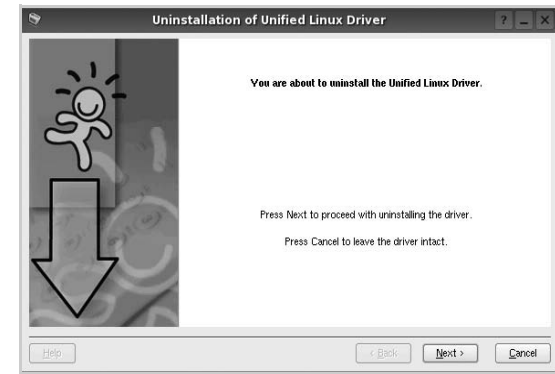 Uninstallation of Unified Linux Driver
You are about to uninstall the Unified Linux Driver.
Press Next to proceed with uninstalling the driver.
Press Cancel to leave the driver intact.
Help
< Back
Next >
Cancel